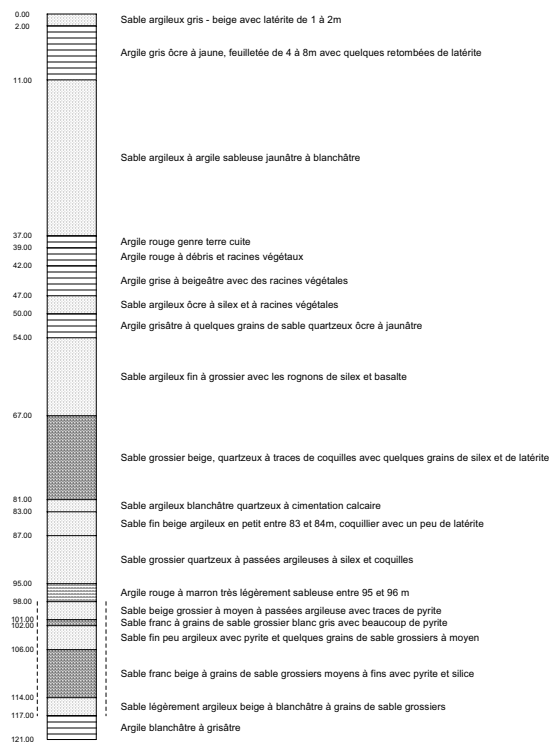 0.00
Sable argileux gris - beige avec latérite de 1 à 2m
2.00
Argile gris ôcre à jaune, feuilletée de 4 à 8m avec quelques retombées de latérite
11.00
Sable argileux à argile sableuse jaunâtre à blanchâtre
37.00
Argile rouge genre terre cuite
39.00
Argile rouge à débris et racines végétaux
42.00
Argile grise à beigeâtre avec des racines végétales
47.00
Sable argileux ôcre à silex et à racines végétales
50.00
Argile grisâtre à quelques grains de sable quartzeux ôcre à jaunâtre
54.00
Sable argileux fin à grossier avec les rognons de silex et basalte
67.00
Sable grossier beige, quartzeux à traces de coquilles avec quelques grains de silex et de latérite
81.00
Sable argileux blanchâtre quartzeux à cimentation calcaire
83.00
Sable fin beige argileux en petit entre 83 et 84m, coquillier avec un peu de latérite
87.00
Sable grossier quartzeux à passées argileuses à silex et coquilles
95.00
Argile rouge à marron très légèrement sableuse entre 95 et 96 m
98.00
Sable beige grossier à moyen à passées argileuse avec traces de pyrite
101.00
Sable franc à grains de sable grossier blanc gris avec beaucoup de pyrite
102.00
Sable fin peu argileux avec pyrite et quelques grains de sable grossiers à moyen
106.00
Sable franc beige à grains de sable grossiers moyens à fins avec pyrite et silice
114.00
Sable légèrement argileux beige à blanchâtre à grains de sable grossiers
117.00
Argile blanchâtre à grisâtre
121.00